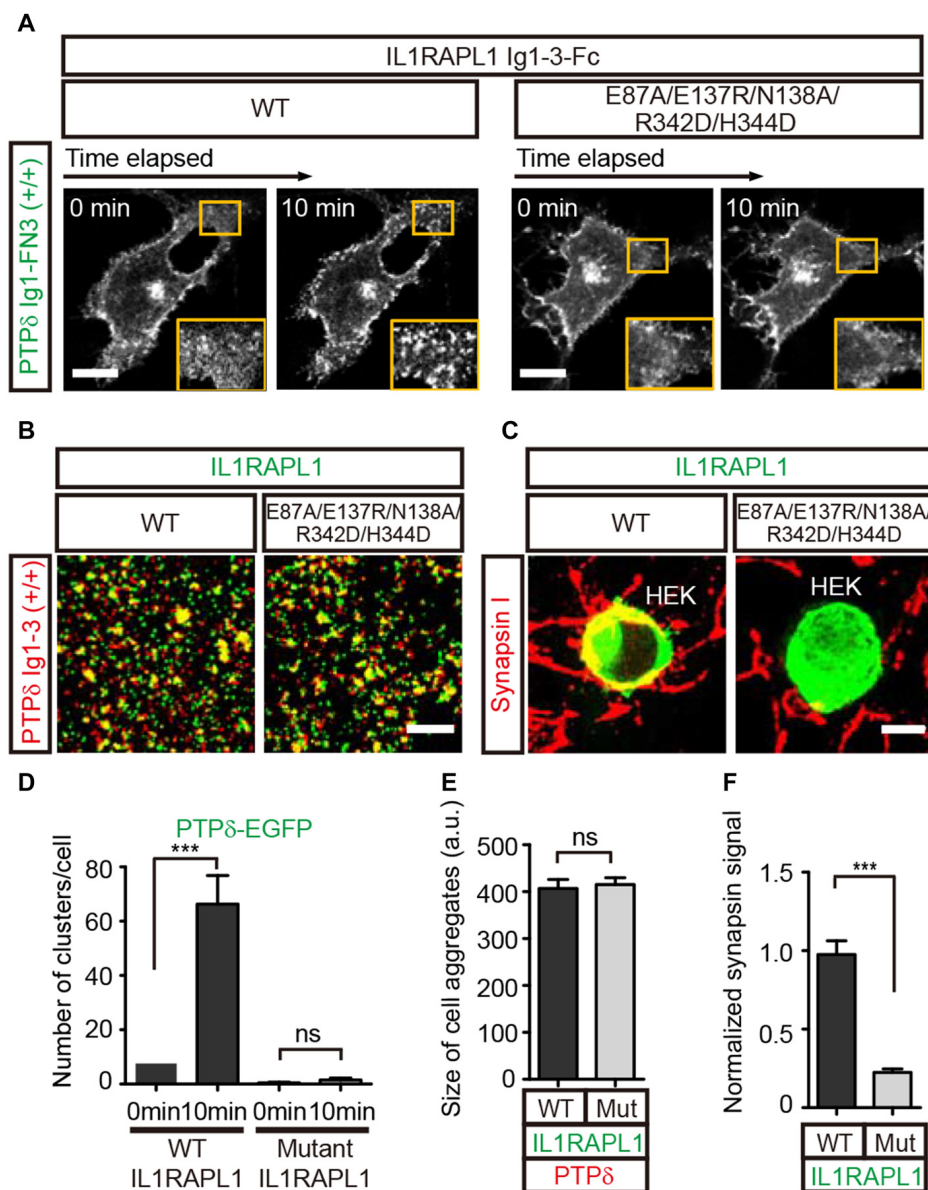 A
IL1RAPL1 Ig1-3-Fc
WT
E87A/E137R/N138A/
R342D/H344D
PTPδ Ig1-FN3 (+/+)
Time elapsed
Time elapsed
0 min
10 min
0 min
10 min
B
IL1RAPL1
WT
E87A/E137R/N138A/
R342D/H344D
PTPδ Ig1-3 (+/+)
C
IL1RAPL1
WT
E87A/E137R/N138A/
R342D/H344D
Synapsin I
HEK
HEK
D
PTPδ-EGFP
Number of clusters/cell
80
60
40
20
0
***
ns
0min 10min 0min 10min
WT
IL1RAPL1
Mutant
IL1RAPL1
E
Size of cell aggregates (a.u.)
500
400
300
400
200
100
0
ns
WT
Mut
IL1RAPL1
PTPδ
F
Normalized synapsin signal
1.0
0.5
0
***
WT
Mut
IL1RAPL1